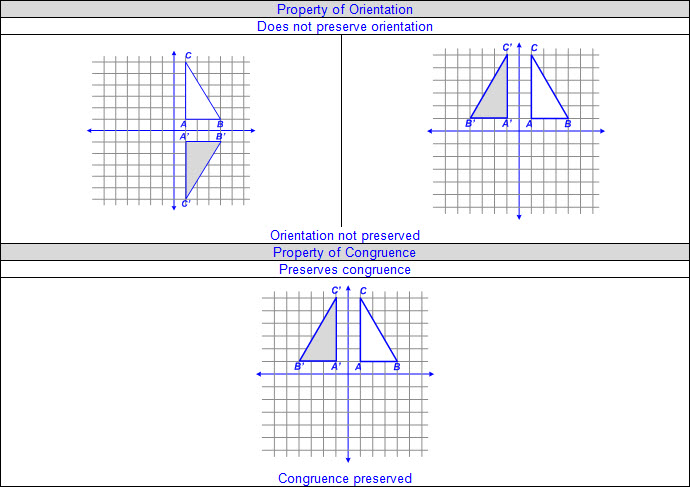 Property of Orientation
Does not preserve orientation
C
A B
A' B'
C'
C' C
B' A' A B
Orientation not preserved
Property of Congruence
Preserves congruence
C' C
B' A' A B
Congruence preserved